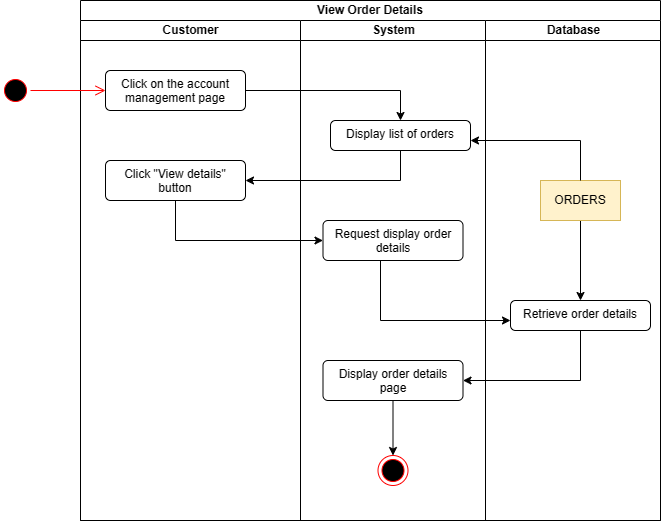 View Order Details
Customer
System
Database
Click on the account
management page
Display list of orders
Click "View details"
button
ORDERS
Request display order
details
Retrieve order details
Display order details
page